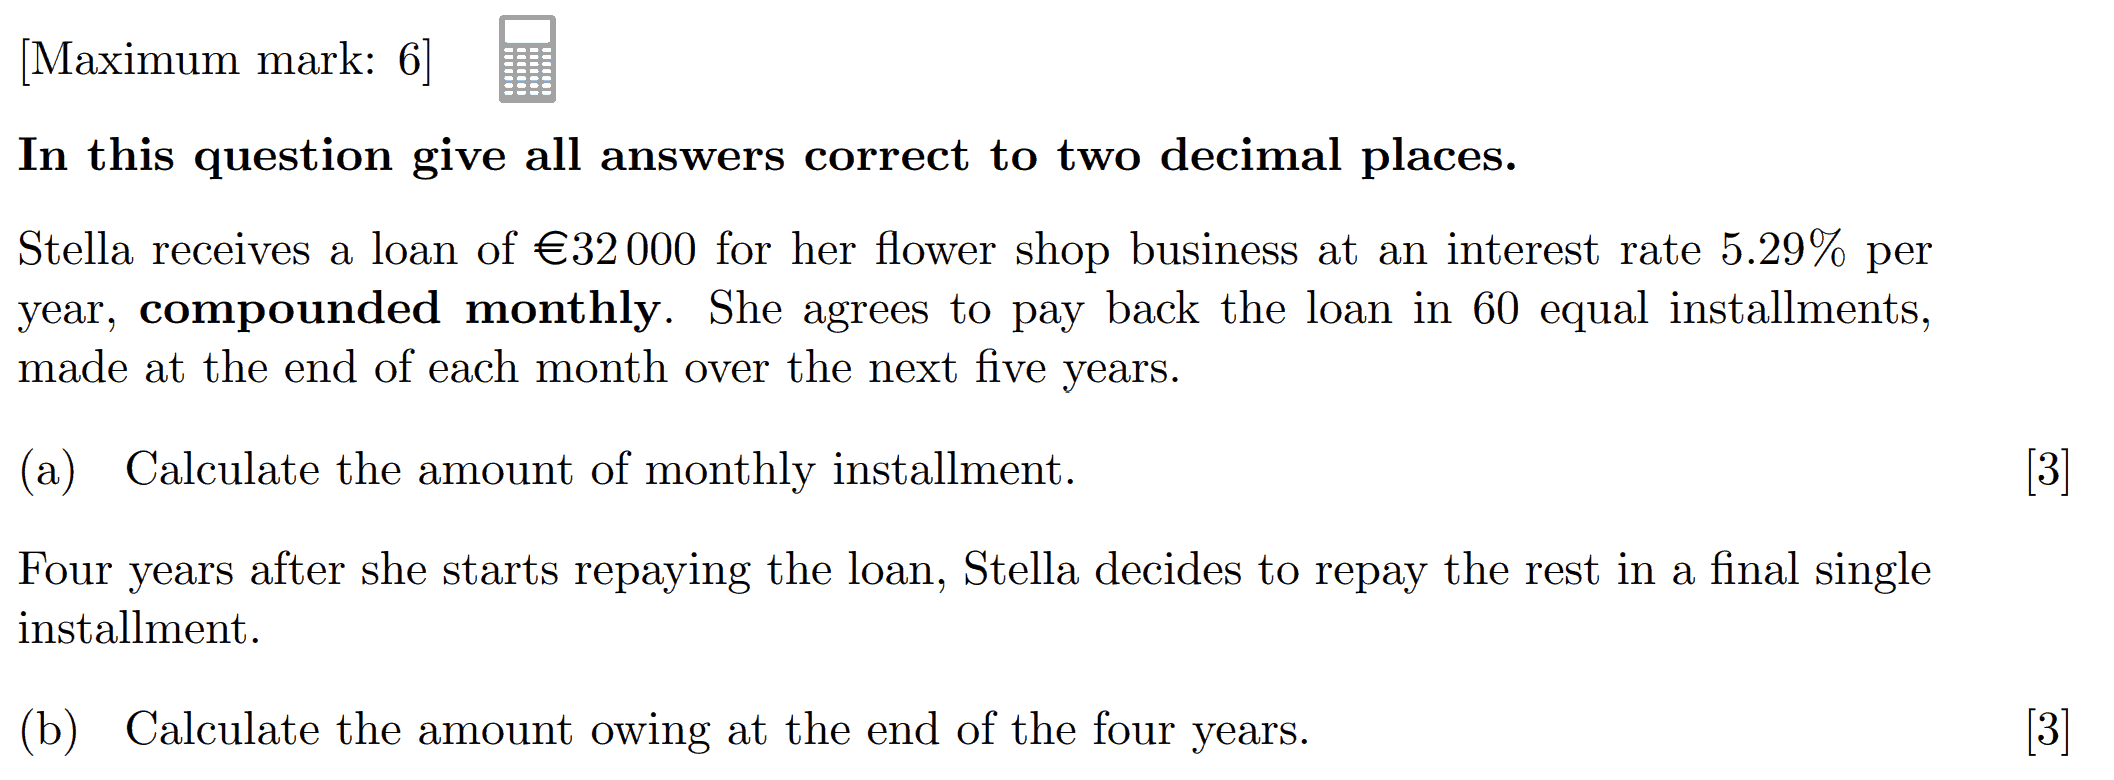 [Maximum mark: 6]
In this question give all answers correct to two decimal places.
Stella receives a loan of €32 000 for her flower shop business at an interest rate 5.29% per
year, compounded monthly. She agrees to pay back the loan in 60 equal installments,
made at the end of each month over the next five years.
(a) Calculate the amount of monthly installment. [3]
Four years after she starts repaying the loan, Stella decides to repay the rest in a final single
installment.
(b) Calculate the amount owing at the end of the four years. [3]